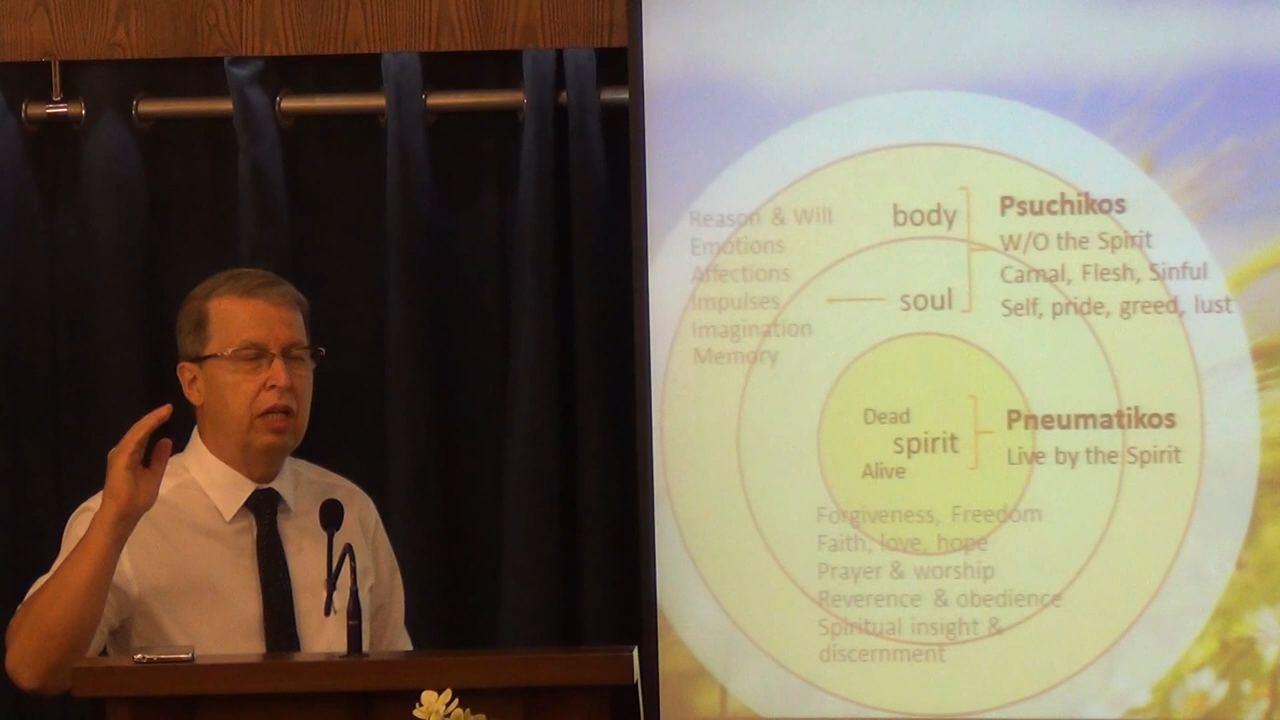 Reason & Will
Emotions
Affections
Impulses
Imagination
Memory
body
soul
Psuchikos
W/O the Spirit
Carnal, Flesh, Sinful
Self, pride, greed, lust
Dead
spirit
Alive
Pneumatikos
Live by the Spirit
Forgiveness, Freedom
Faith, love, hope
Prayer & worship
Reverence & obedience
Spiritual insight &
discernment